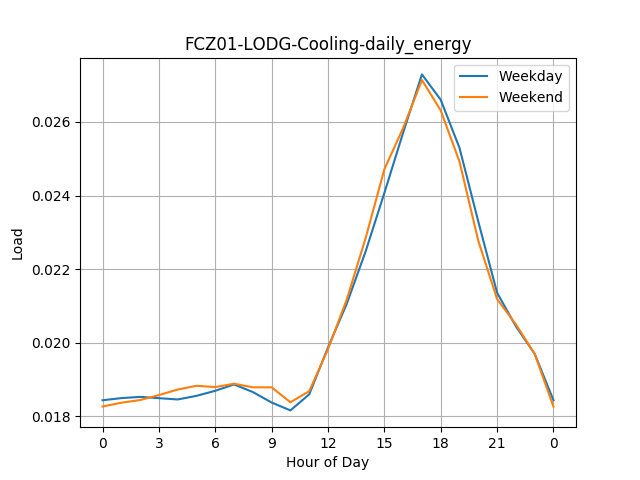 FCZ01-LODG-Cooling-daily_energy
Weekday
Weekend
Load
0.026
0.024
0.022
0.020
0.018
0 3 6 9 12 15 18 21 0
Hour of Day